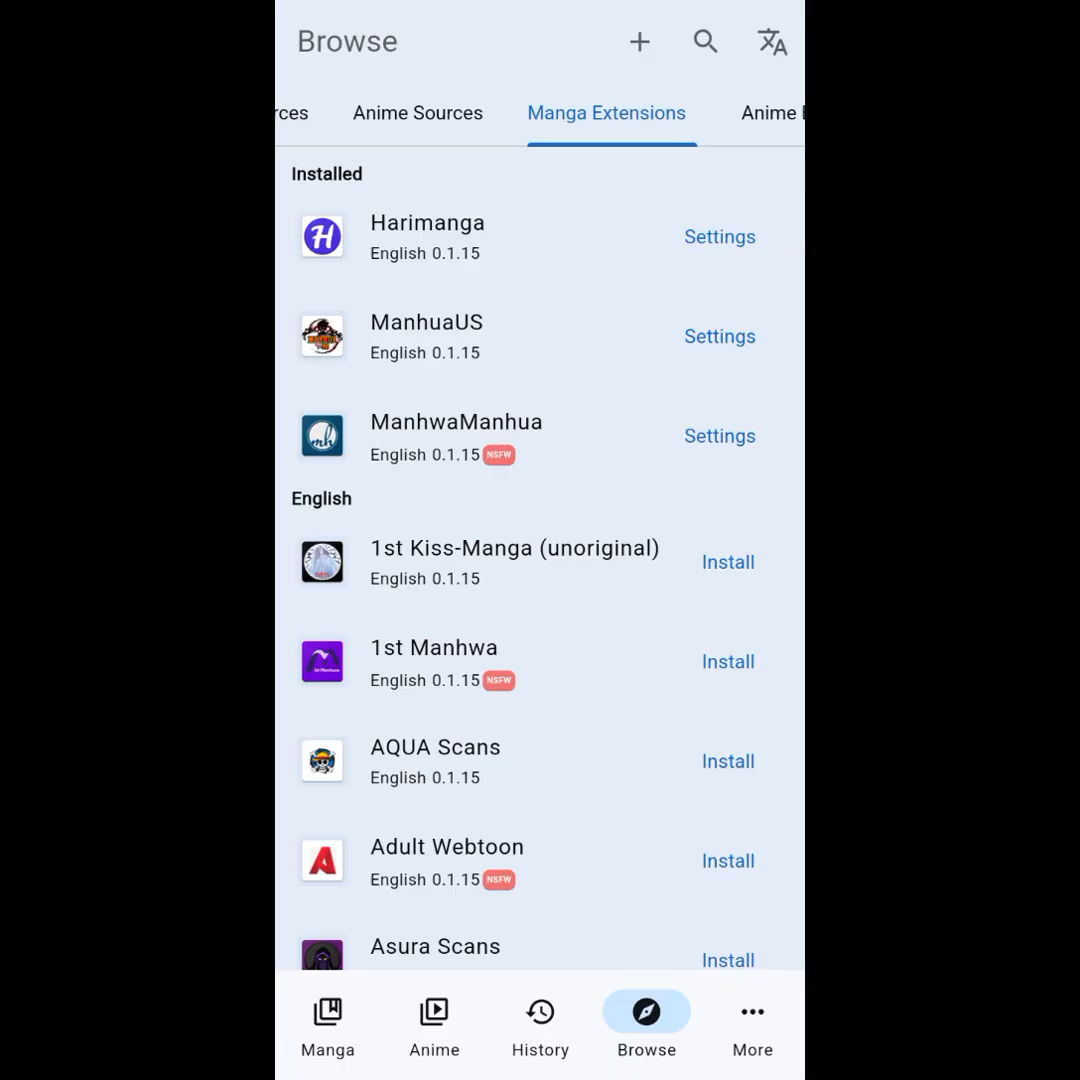 Browse
rces Anime Sources Manga Extensions Anime
Installed
Harimanga
English 0.1.15
Settings
ManhuaUS
English 0.1.15
Settings
ManhwaManhua
English 0.1.15 NSFW
Settings
English
1st Kiss-Manga (unoriginal)
English 0.1.15
Install
1st Manhwa
English 0.1.15 NSFW
Install
AQUA Scans
English 0.1.15
Install
Adult Webtoon
English 0.1.15 NSFW
Install
Asura Scans
Install
Manga Anime History Browse More